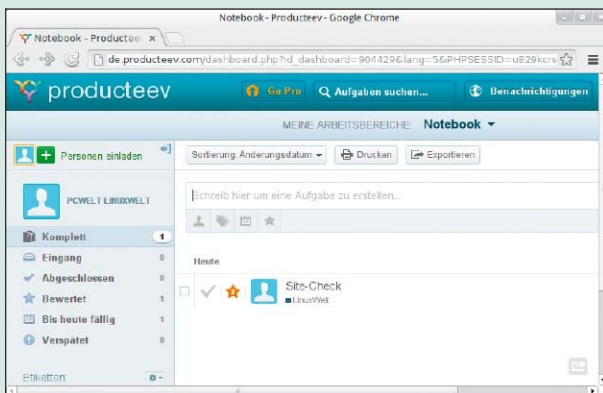 Notebook - Producteev - Google Chrome
Notebook - Productee
de.producteev.com/dashboard.php?id_dashboard=904429&lang=5&PHPSESSID=u829kcrs
producteev
Go Pro
Aufgaben suchen...
Benachrichtigungen
MEINE ARBEITSBEREICHE: Notebook
Personen einladen
Sortierung: Änderungsdatum
Drucken
Exportieren
PCWELT LINUXWELT
Schreib hier um eine Aufgabe zu erstellen...
Komplett 1
Eingang 0
Abgeschlossen 0
Bewertet 1
Bis heute fällig 1
Verspätet 0
Etiketten:
Heute
Site-Check
LinuxWelt